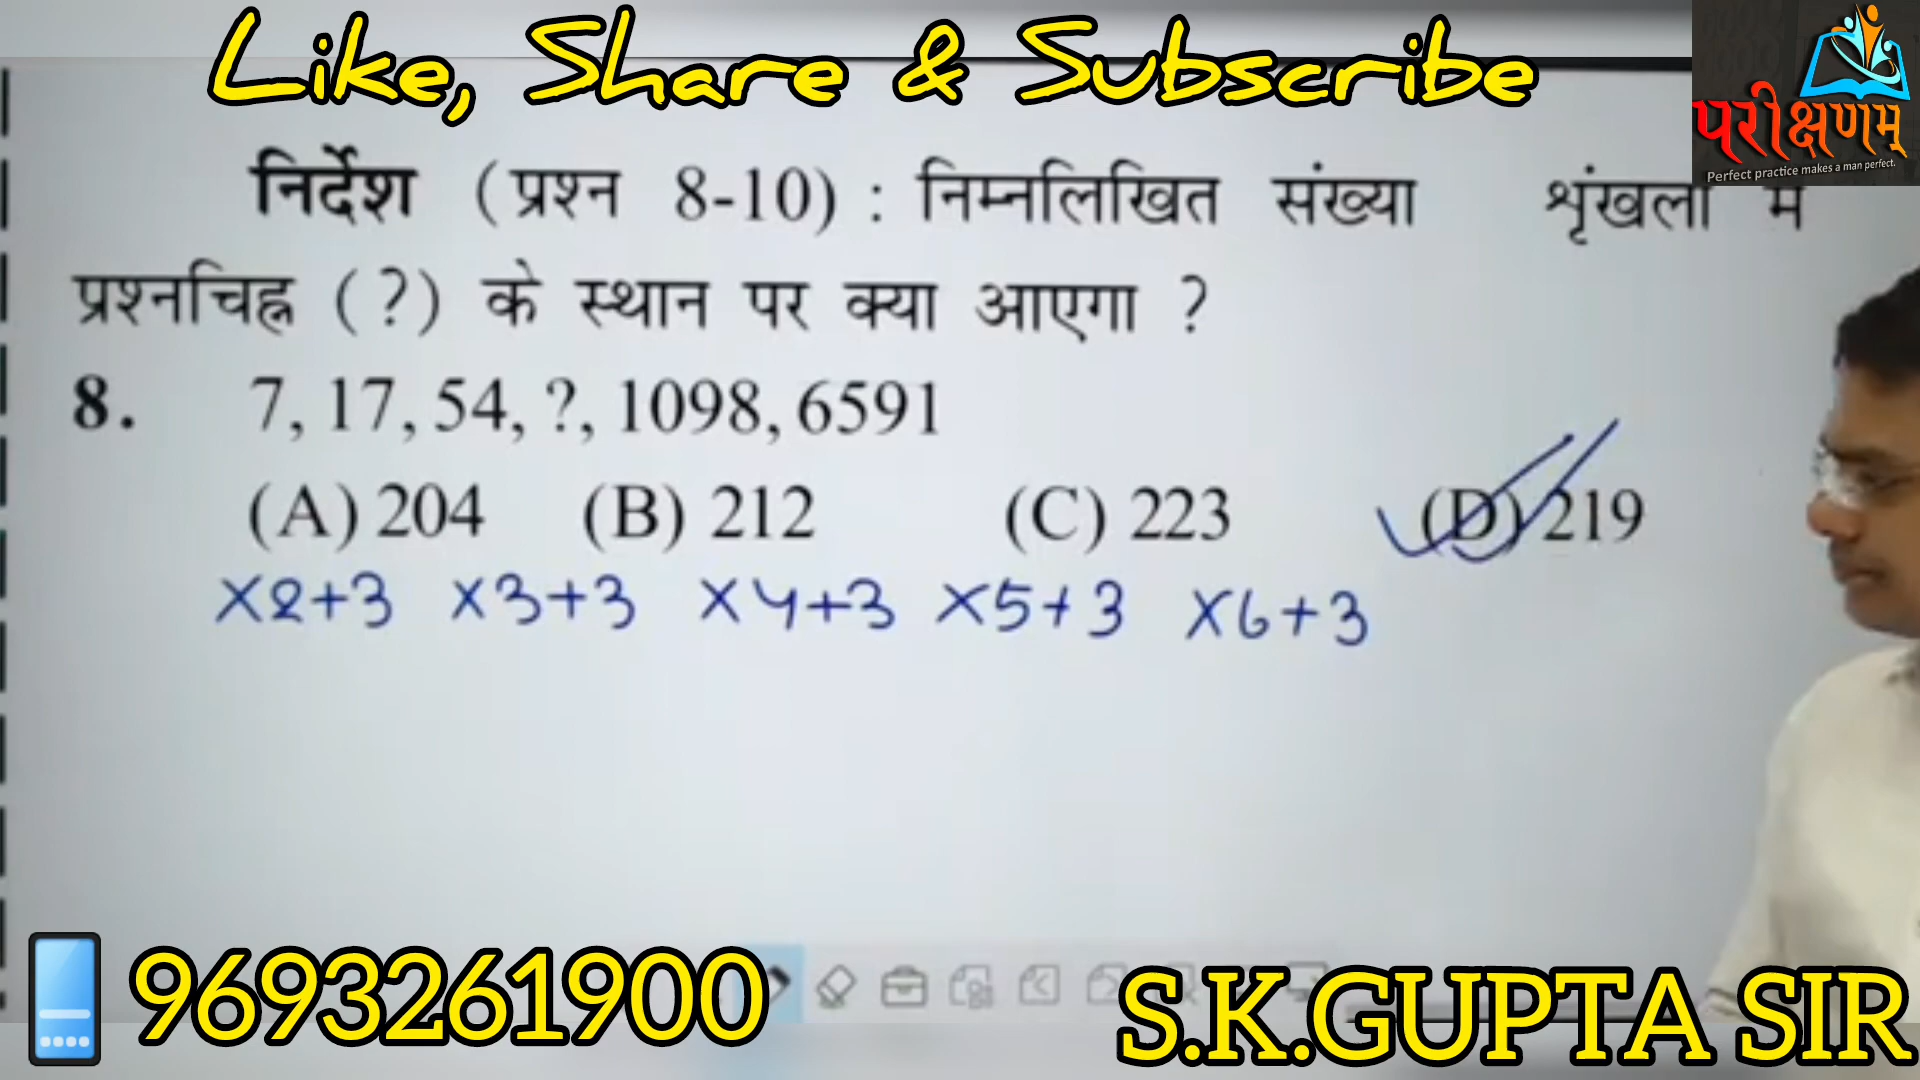 Like, Share & Subscribe
परीक्षणम्
Perfect practice makes a man perfect.
निर्देश (प्रश्न 8-10) : निम्नलिखित संख्या शृंखला में
प्रश्नचिह्न (?) के स्थान पर क्या आएगा ?
8. 7, 17, 54, ?, 1098, 6591
(A) 204 (B) 212 (C) 223 (D) 219
×2+3 ×3+3 ×4+3 ×5+3 ×6+3
9693261900
S.K.GUPTA SIR